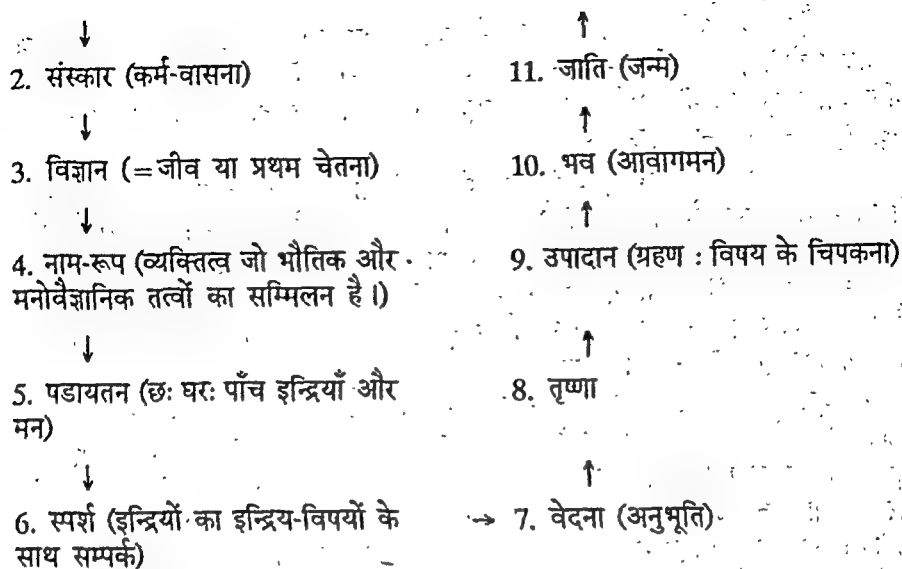 2. संस्कार (कर्म-वासना)
3. विज्ञान (=जीव या प्रथम चेतना)
4. नाम-रूप (व्यक्तित्व जो भौतिक और
मनोवैज्ञानिक तत्वों का सम्मिलन है।)
5. पडायतन (छः घरः पाँच इन्द्रियाँ और
मन)
6. स्पर्श (इन्द्रियों का इन्द्रिय-विषयों के
साथ सम्पर्क)
→ 7. वेदना (अनुभूति)
8. तृष्णा
9. उपादान (ग्रहण : विषय के चिपकना)
10. भव (आवागमन)
11. जाति (जन्म)